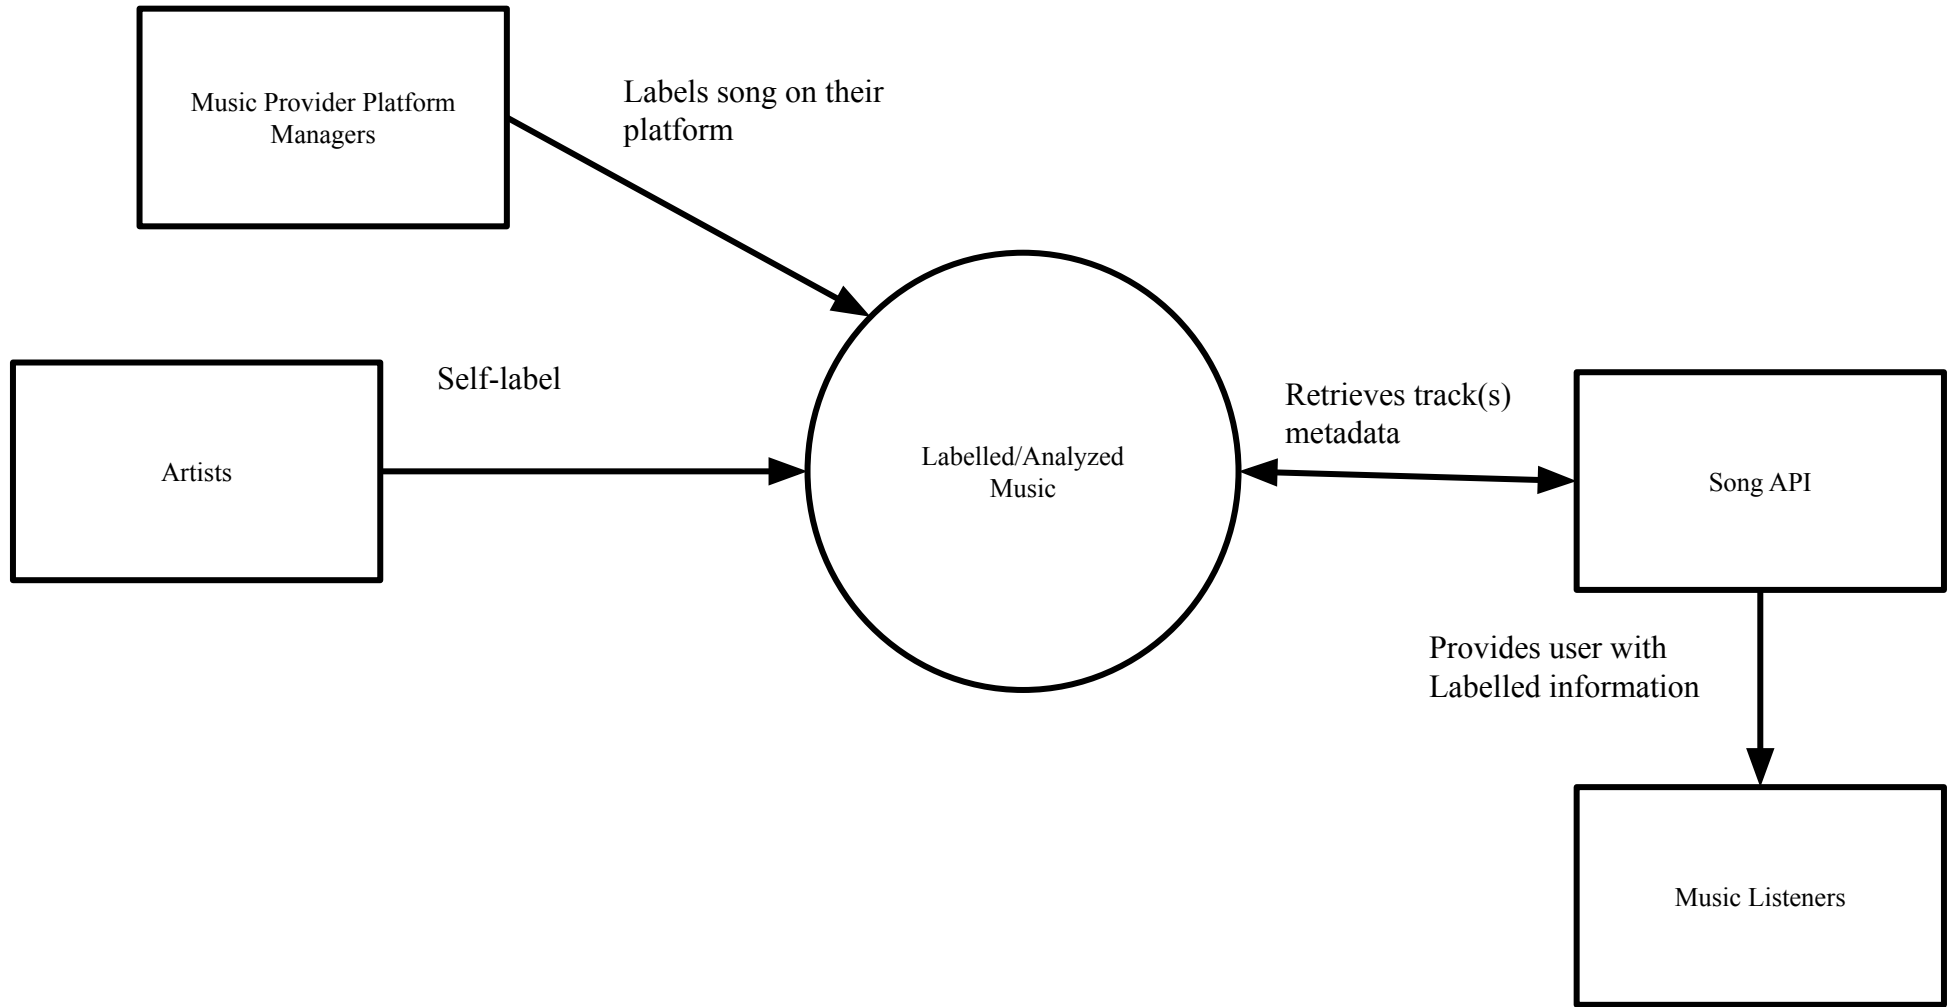 Music Provider Platform
Managers
Labels song on their
platform
Self-label
Artists
Labelled/Analyzed
Music
Retrieves track(s)
metadata
Song API
Provides user with
Labelled information
Music Listeners